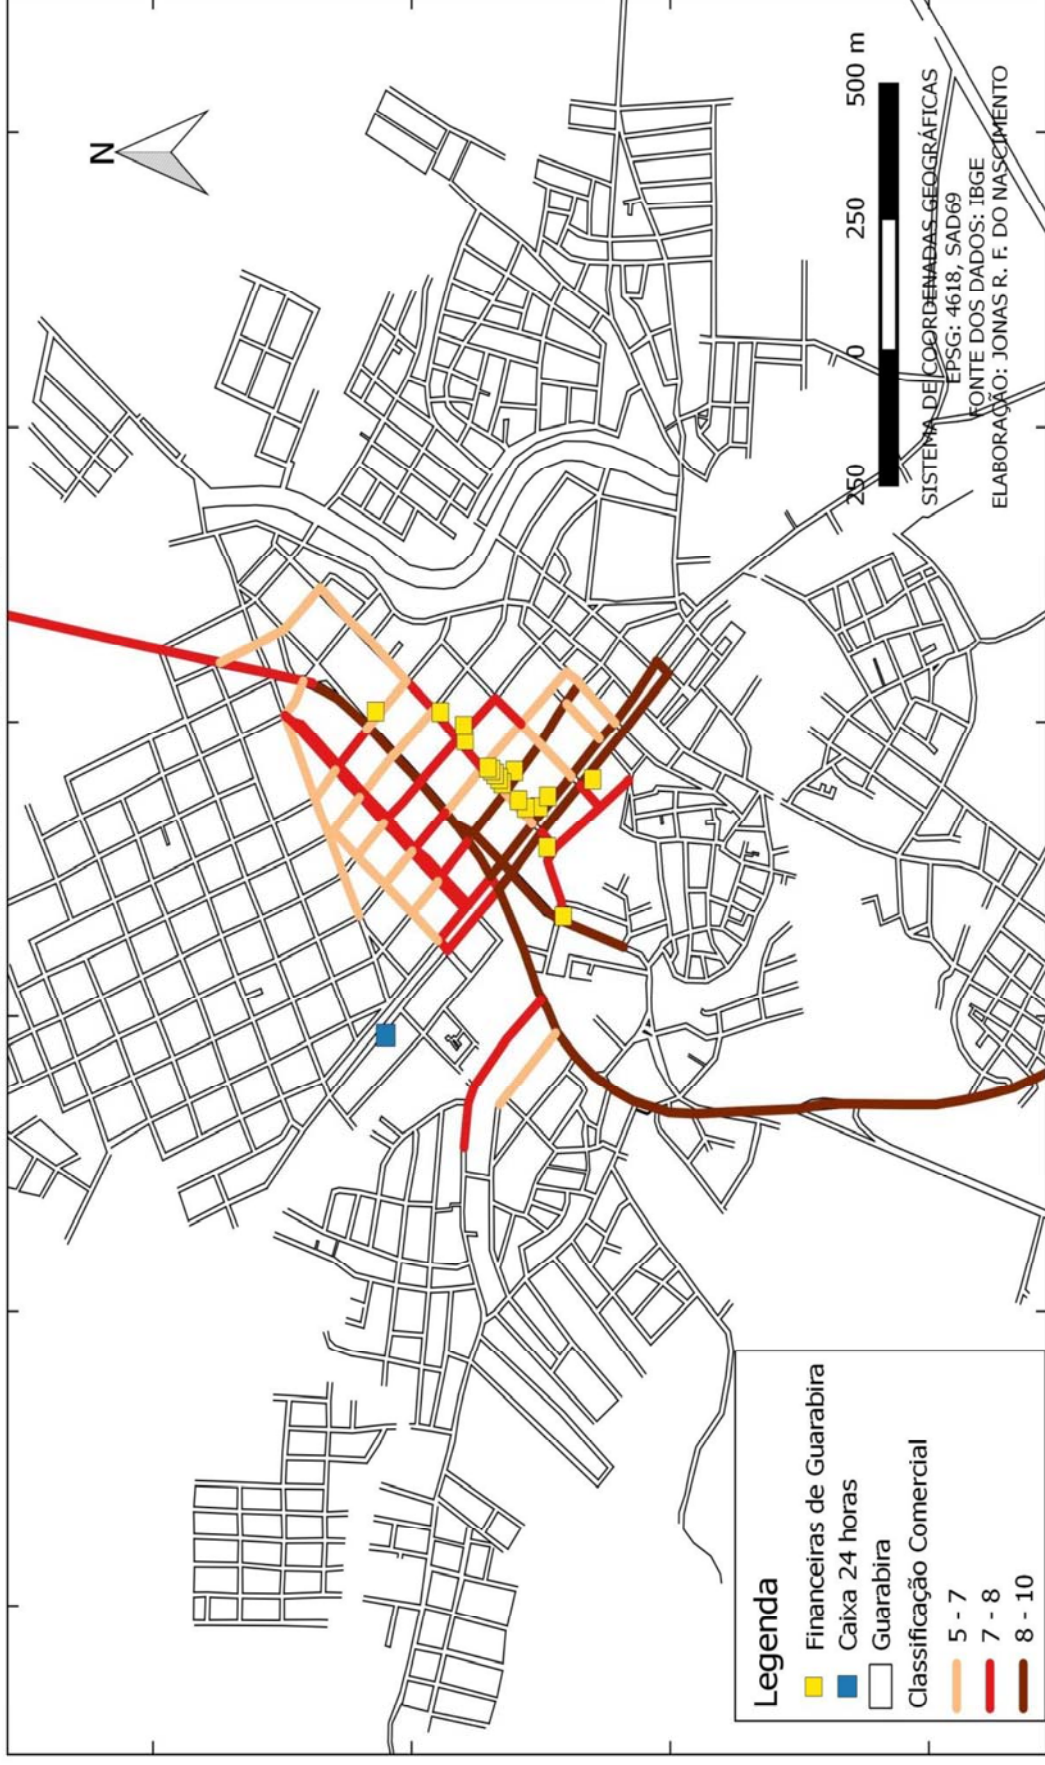 N
250 0 250 500 m
SISTEMA DE COORDENADAS GEOGRÁFICAS
EPSG: 4618, SAD69
FONTE DOS DADOS: IBGE
ELABORAÇÃO: JONAS R. F. DO NASCIMENTO
Legenda
Financeiras de Guarabira
Caixa 24 horas
Guarabira
Classificação Comercial
5 - 7
7 - 8
8 - 10